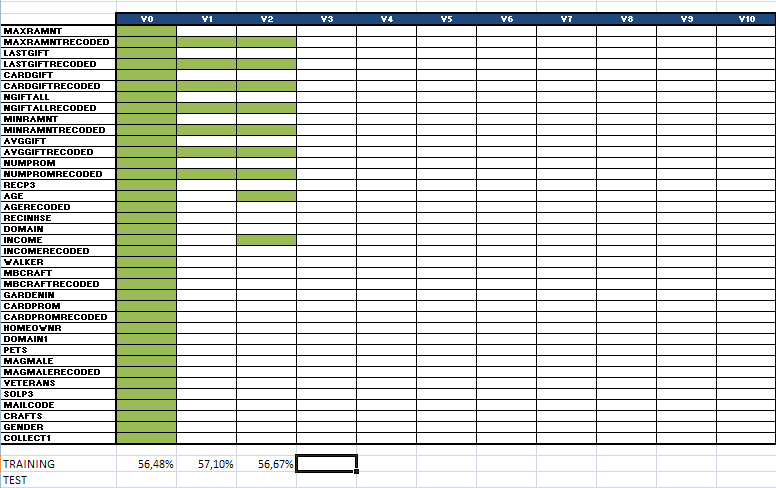 V0 V1 V2 V3 V4 V5 V6 V7 V8 V9 V10
MAXRAMNT
MAXRAMNTRECODED
LASTGIFT
LASTGIFTRECODED
CARDGIFT
CARDGIFTRECODED
NGIFTALL
NGIFTALLRECODED
MINRAMNT
MINRAMNTRECODED
AVGGIFT
AVGGIFTRECODED
NUMPROM
NUMPROMRECODED
RECP3
AGE
AGERECODED
RECINHSE
DOMAIN
INCOME
INCOMERECODED
WALKER
MBCRAFT
MBCRAFTRECODED
GARDENIN
CARDPROM
CARDPROMRECODED
HOMEOWNR
DOMAIN1
PETS
MAGMALE
MAGMALERECODED
VETERANS
SOLP3
MAILCODE
CRAFTS
GENDER
COLLECT1
TRAINING 56,48% 57,10% 56,67%
TEST